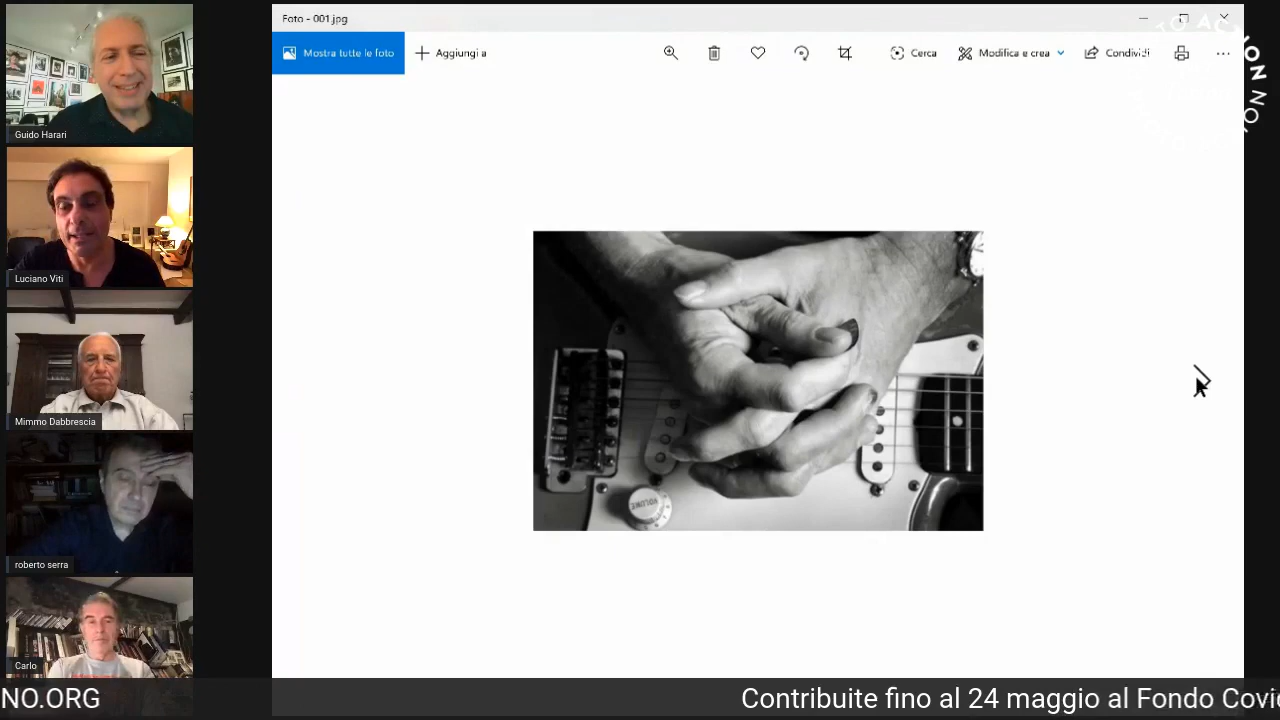 Foto - 001.jpg
Mostra tutte le foto
Aggiungi a
Cerca
Modifica e crea
Condividi
Guido Harari
Luciano Viti
Mimmo Dabbrescia
roberto serra
Carlo
VOLUME
NO.ORG
Contribuite fino al 24 maggio al Fondo Covi